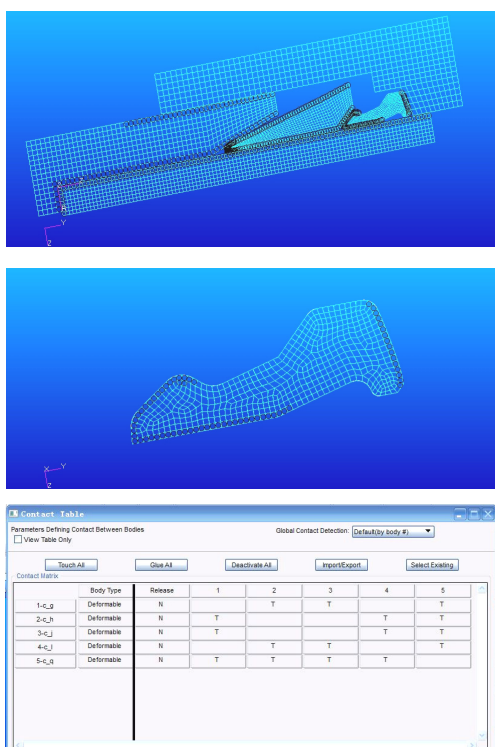 Y
Z
X Y
Z
Contact Table
Parameters Defining Contact Between Bodies
Global Contact Detection: Default(by body #)
View Table Only
Touch All Glue All Deactivate All Import/Export Select Existing
Contact Matrix
Body Type Release 1 2 3 4 5
1-c_g Deformable N T T T
2-c_h Deformable N T T T
3-c_j Deformable N T T T
4-c_l Deformable N T T T
5-c_q Deformable N T T T T